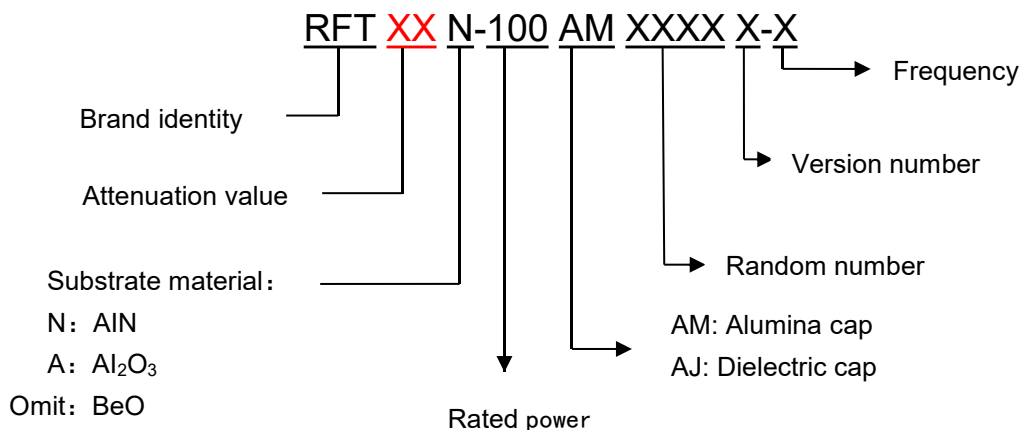 RFT XX N-100 AM XXXX X-X
Frequency
Brand identity
Version number
Attenuation value
Random number
Substrate material：
N：AlN
A：Al₂O₃
Omit：BeO
AM: Alumina cap
AJ: Dielectric cap
Rated power